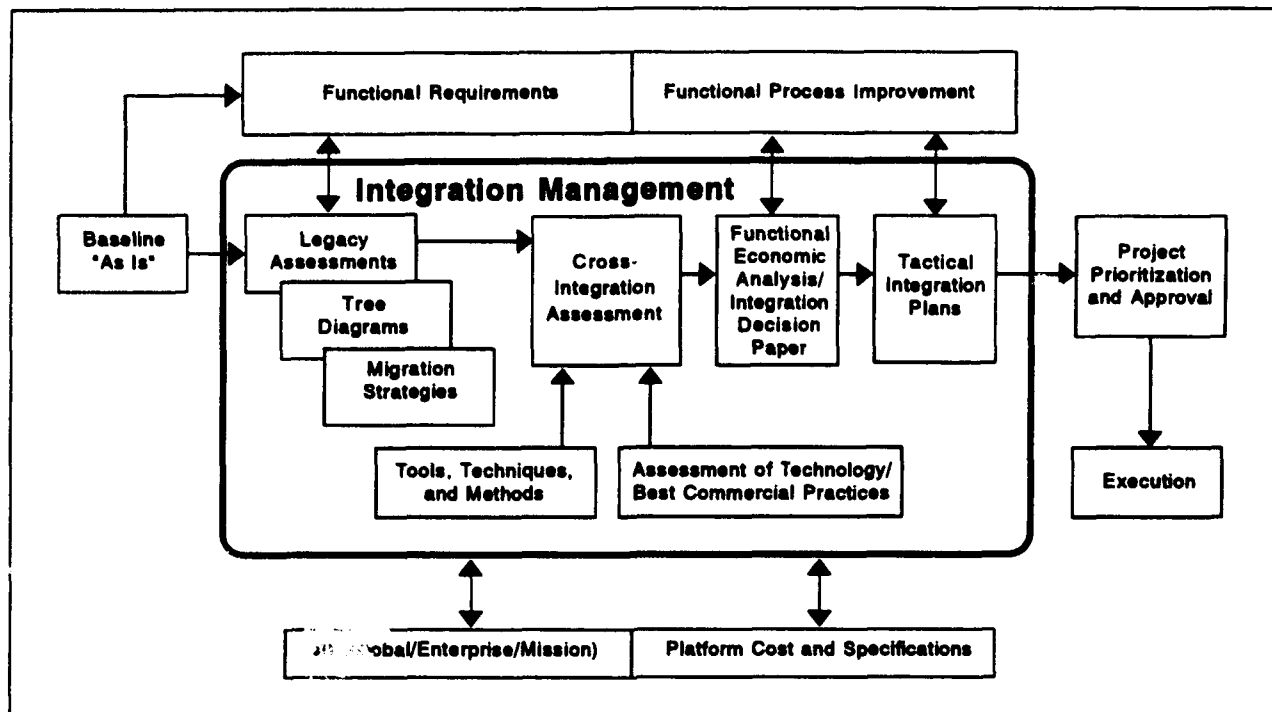 Functional Requirements
Functional Process Improvement
Integration Management
Baseline
"As Is"
Legacy
Assessments
Tree
Diagrams
Migration
Strategies
Cross-
Integration
Assessment
Functional
Economic
Analysis/
Integration
Decision
Paper
Tactical
Integration
Plans
Project
Prioritization
and Approval
Tools, Techniques,
and Methods
Assessment of Technology/
Best Commercial Practices
Execution
/Enterprise/Mission)
Platform Cost and Specifications